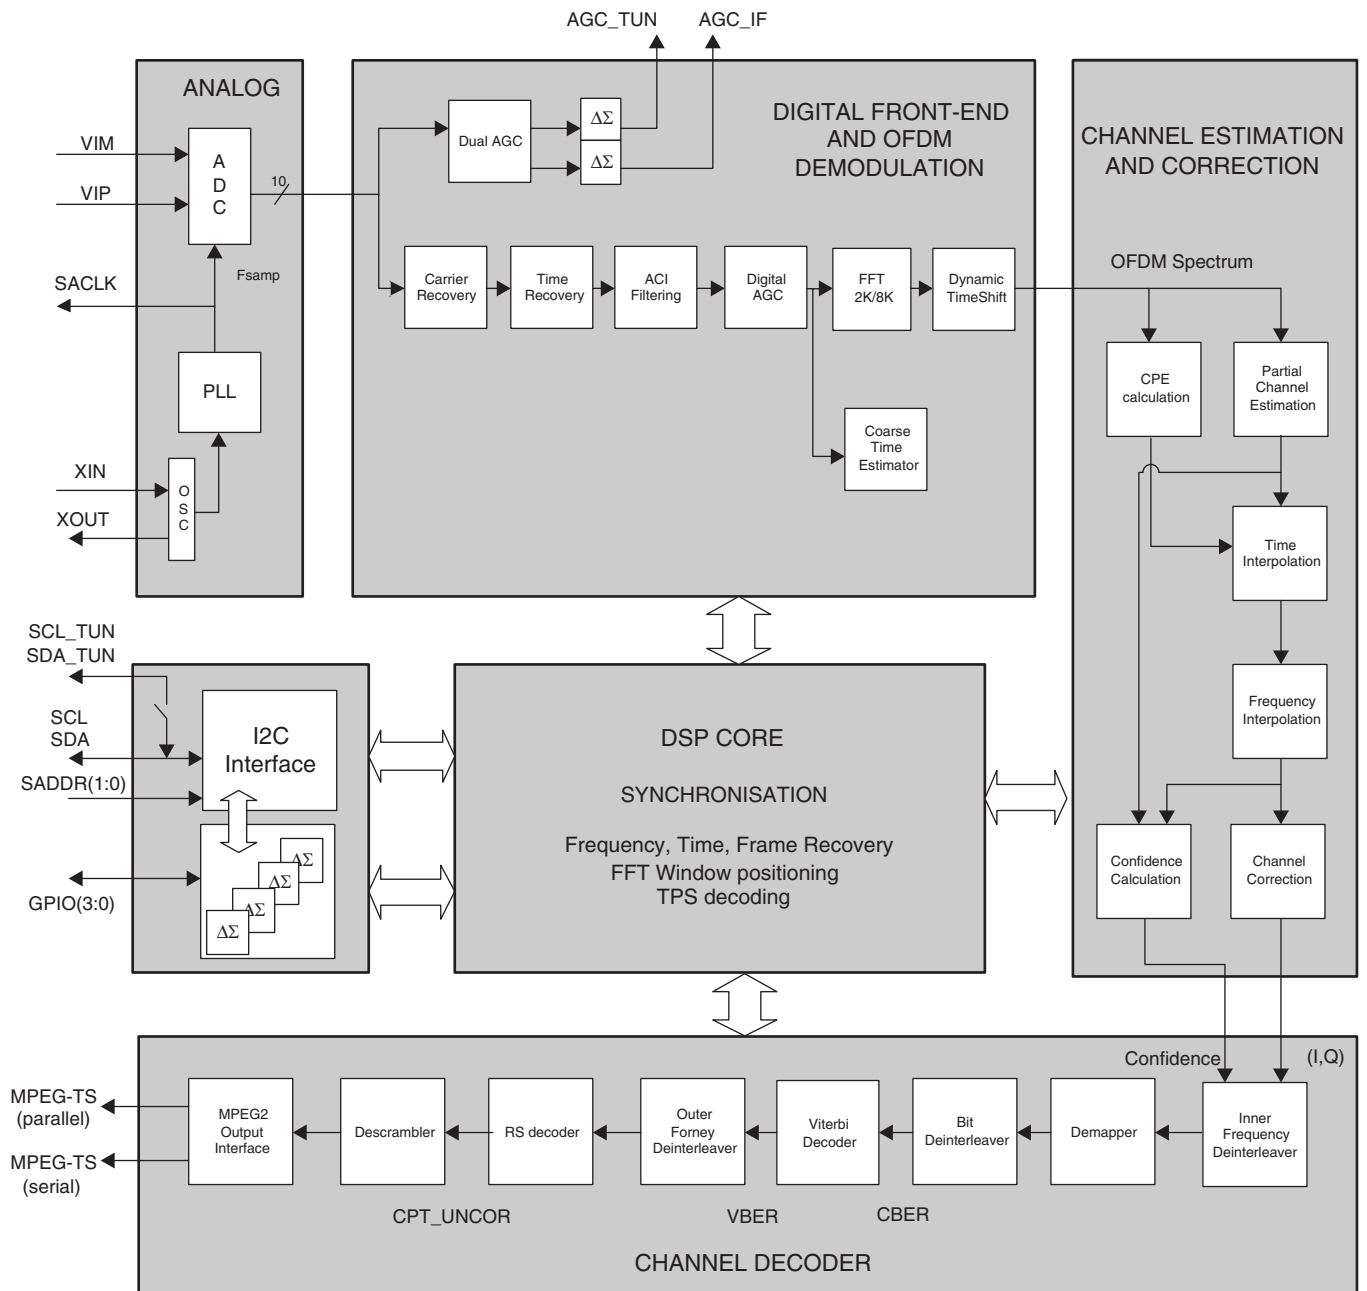 AGC_TUN
AGC_IF
ANALOG
VIM
VIP
A
D
C
10
SACLK
Fsamp
PLL
XIN
XOUT
O
S
C
DIGITAL FRONT-END
AND OFDM
DEMODULATION
Dual AGC
ΔΣ
ΔΣ
Carrier
Recovery
Time
Recovery
ACI
Filtering
Digital
AGC
FFT
2K/8K
Dynamic
TimeShift
Coarse
Time
Estimator
CHANNEL ESTIMATION
AND CORRECTION
OFDM Spectrum
CPE
calculation
Partial
Channel
Estimation
Time
Interpolation
Frequency
Interpolation
Confidence
Calculation
Channel
Correction
SCL_TUN
SDA_TUN
SCL
SDA
SADDR(1:0)
GPIO(3:0)
I2C
Interface
ΔΣ
ΔΣ
ΔΣ
ΔΣ
DSP CORE
SYNCHRONISATION
Frequency, Time, Frame Recovery
FFT Window positioning
TPS decoding
Confidence
(I,Q)
MPEG-TS
(parallel)
MPEG-TS
(serial)
MPEG2
Output
Interface
Descrambler
RS decoder
Outer
Forney
Deinterleaver
Viterbi
Decoder
Bit
Deinterleaver
Demapper
Inner
Frequency
Deinterleaver
CPT_UNCOR
VBER
CBER
CHANNEL DECODER